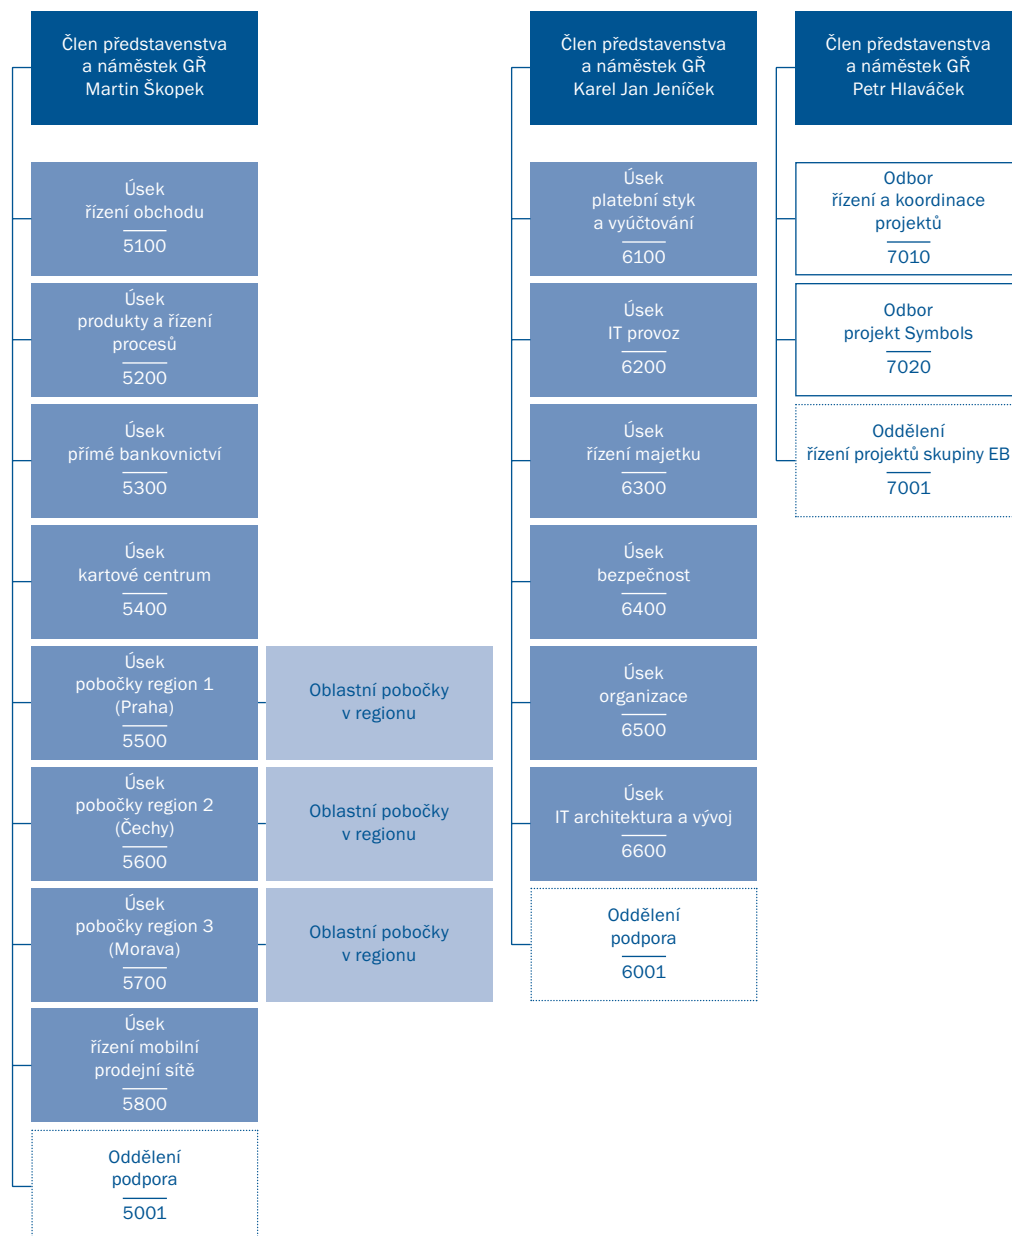 Člen představenstva
a náměstek GŘ
Martin Škopek
Úsek
řízení obchodu
5100
Úsek
produkty a řízení
procesů
5200
Úsek
přímé bankovnictví
5300
Úsek
kartové centrum
5400
Úsek
pobočky region 1
(Praha)
5500
Oblastní pobočky
v regionu
Úsek
pobočky region 2
(Čechy)
5600
Oblastní pobočky
v regionu
Úsek
pobočky region 3
(Morava)
5700
Oblastní pobočky
v regionu
Úsek
řízení mobilní
prodejní sítě
5800
Oddělení
podpora
5001
Člen představenstva
a náměstek GŘ
Karel Jan Jeníček
Úsek
platební styk
a vyúčtování
6100
Úsek
IT provoz
6200
Úsek
řízení majetku
6300
Úsek
bezpečnost
6400
Úsek
organizace
6500
Úsek
IT architektura a vývoj
6600
Oddělení
podpora
6001
Člen představenstva
a náměstek GŘ
Petr Hlaváček
Odbor
řízení a koordinace
projektů
7010
Odbor
projekt Symbols
7020
Oddělení
řízení projektů skupiny EB
7001